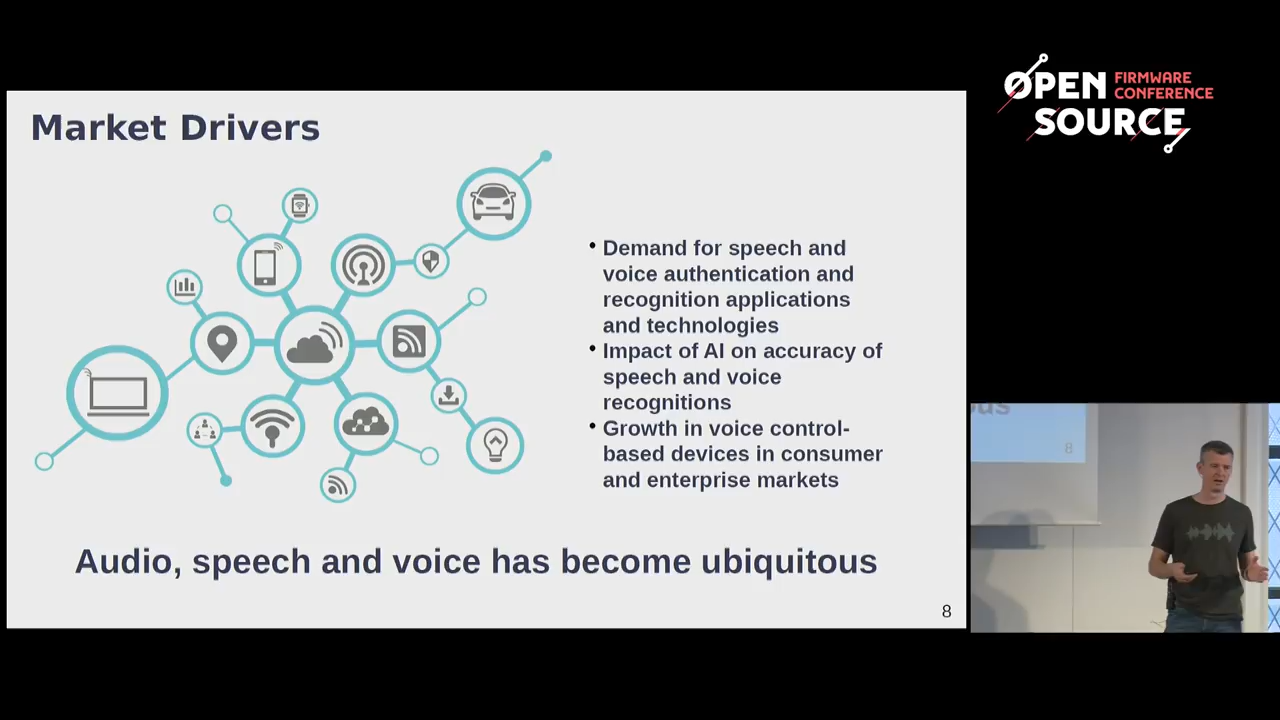 OPEN FIRMWARE
CONFERENCE
SOURCE
Market Drivers
• Demand for speech and
voice authentication and
recognition applications
and technologies
• Impact of AI on accuracy of
speech and voice
recognitions
• Growth in voice control-
based devices in consumer
and enterprise markets
Audio, speech and voice has become ubiquitous
8
8